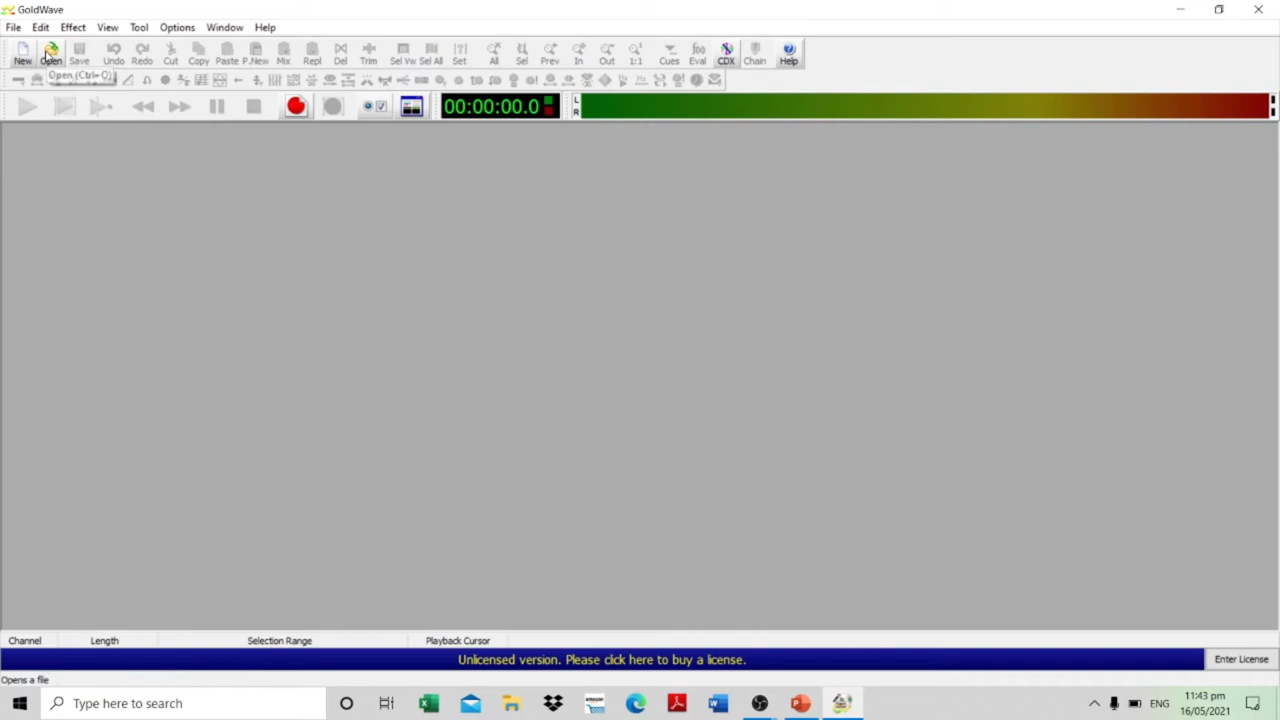 GoldWave
File Edit Effect View Tool Options Window Help
New Open Save Undo Redo Cut Copy Paste P.New Mix Repl Del Trim Sel Vw Sel All Set All Sel Prev In Out 1:1 Cues Eval CDX Chain Help
Open (Ctrl+O)
00:00:00.0
L
R
Channel Length Selection Range Playback Cursor
Unlicensed version. Please click here to buy a license.
Enter License
Opens a file
Type here to search
ENG
11:43 pm
16/05/2021